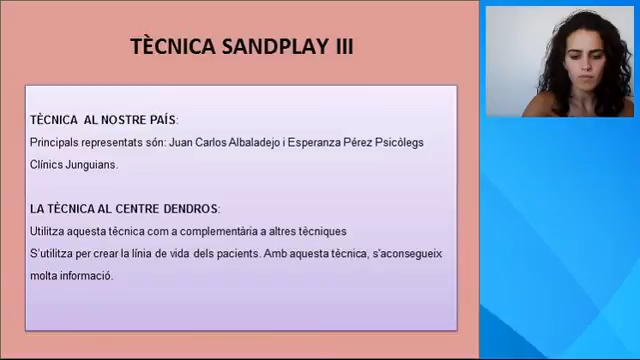 TÈCNICA SANDPLAY III
TÈCNICA AL NOSTRE PAÍS:
Principals representats són: Juan Carlos Albaladejo i Esperanza Pérez Psicòlegs
Clínics Junguians.
LA TÈCNICA AL CENTRE DENDROS:
Utilitza aquesta tècnica com a complementària a altres tècniques
S'utilitza per crear la línia de vida dels pacients. Amb aquesta tècnica, s'aconsegueix
molta informació.